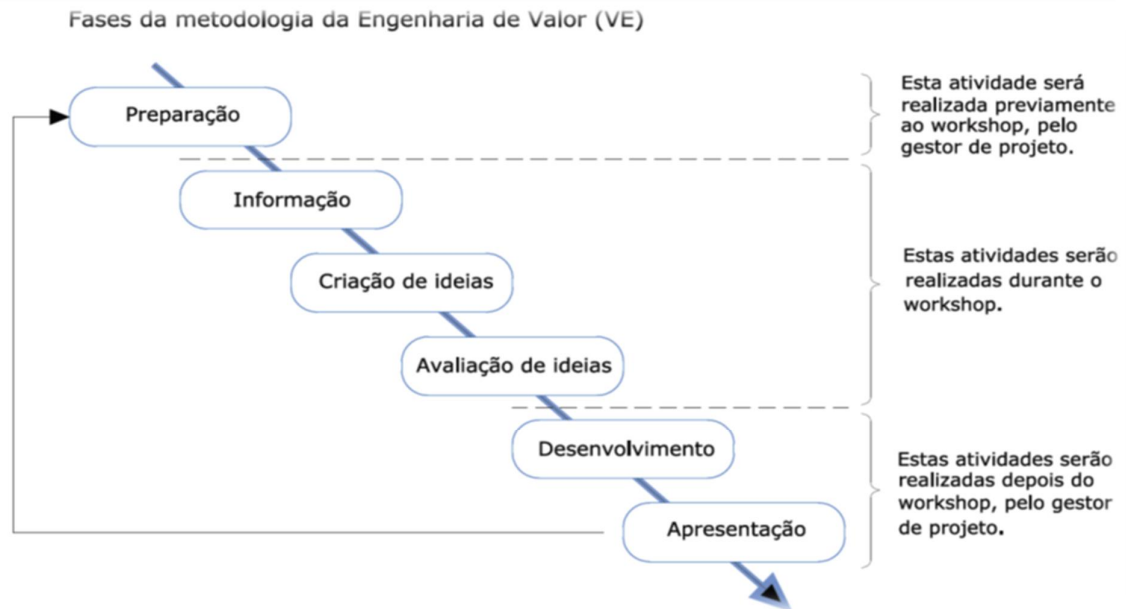 Fases da metodologia da Engenharia de Valor (VE)
Preparação
Esta atividade será
realizada previamente
ao workshop, pelo
gestor de projeto.
Informação
Criação de ideias
Avaliação de ideias
Estas atividades serão
realizadas durante o
workshop.
Desenvolvimento
Apresentação
Estas atividades serão
realizadas depois do
workshop, pelo gestor
de projeto.